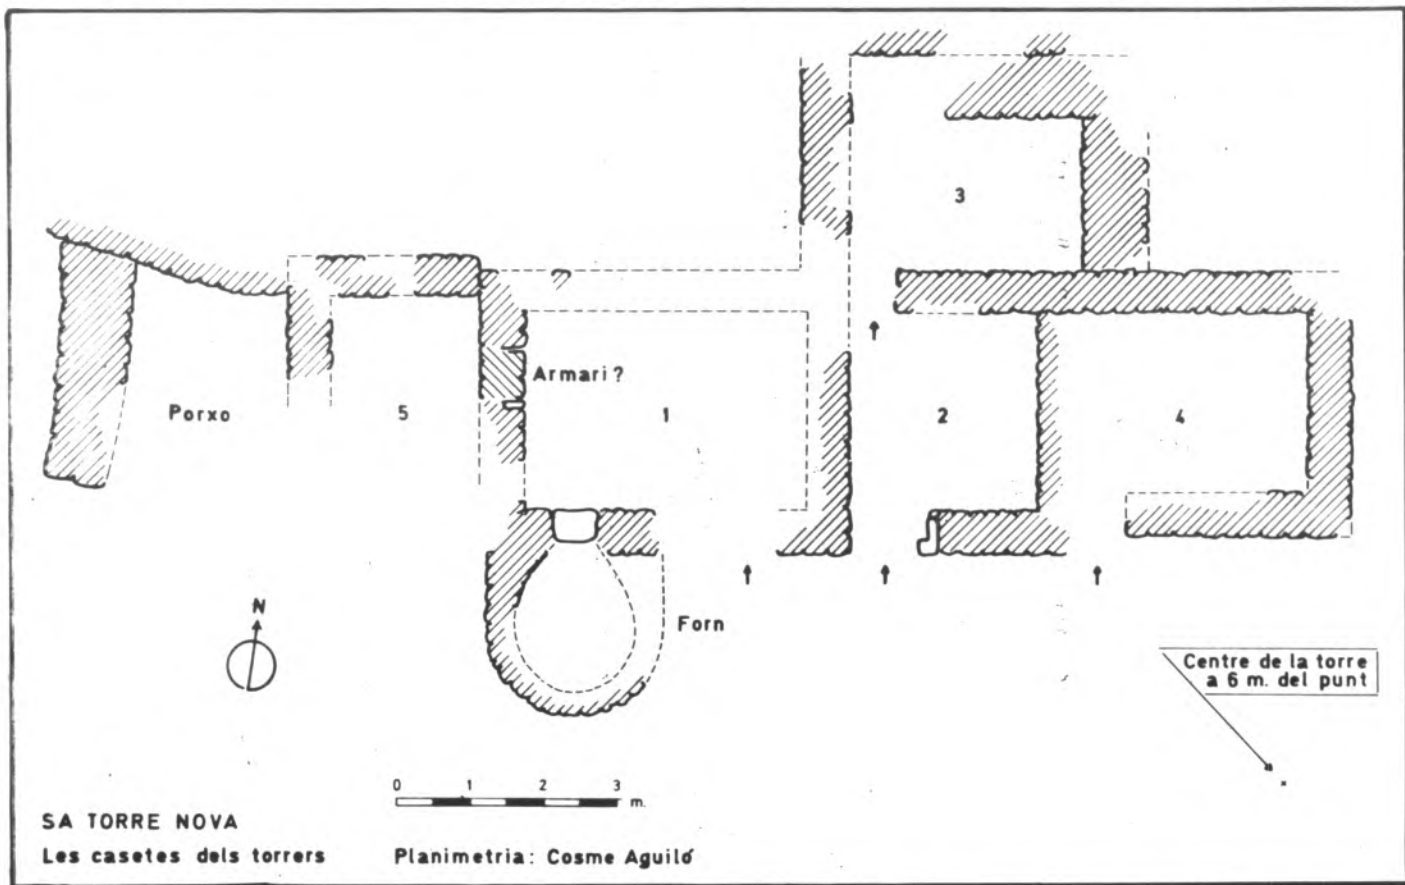 3
Armari?
Porxo
5
1
2
4
N
Forn
Centre de la torre
a 6 m. del punt
0 1 2 3
m.
SA TORRE NOVA
Les casetes dels torrers
Planimetria: Cosme Aguiló